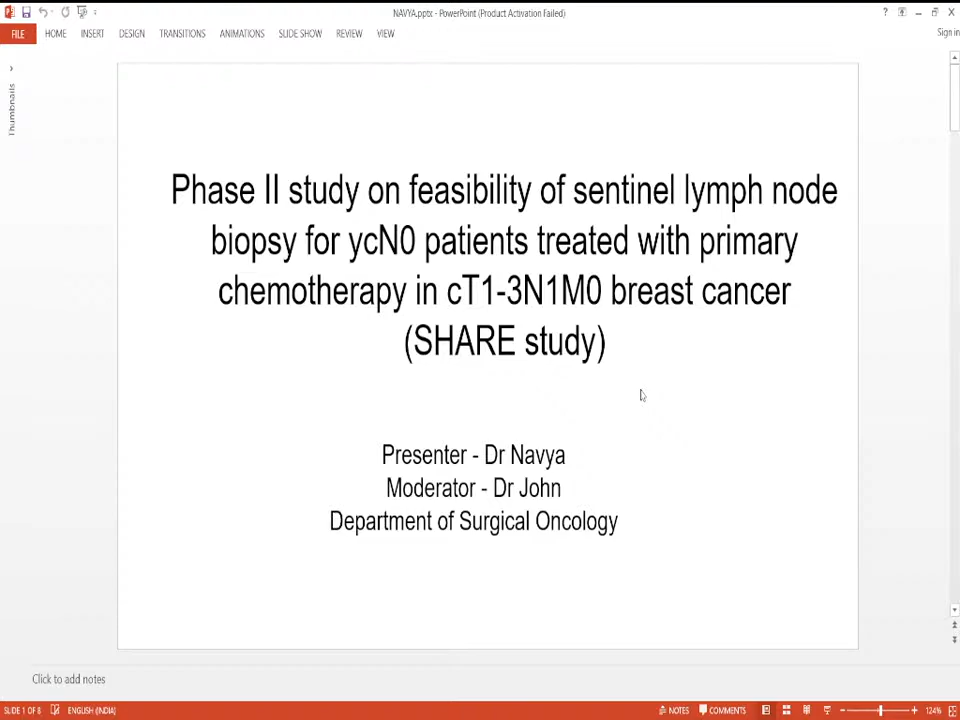 NAVYA.pptx - PowerPoint (Product Activation Failed)
FILE HOME INSERT DESIGN TRANSITIONS ANIMATIONS SLIDE SHOW REVIEW VIEW
Sign in
Thumbnails
Phase II study on feasibility of sentinel lymph node
biopsy for ycN0 patients treated with primary
chemotherapy in cT1-3N1M0 breast cancer
(SHARE study)
Presenter - Dr Navya
Moderator - Dr John
Department of Surgical Oncology
Click to add notes
SLIDE 1 OF 8 ENGLISH (INDIA) NOTES COMMENTS 124%